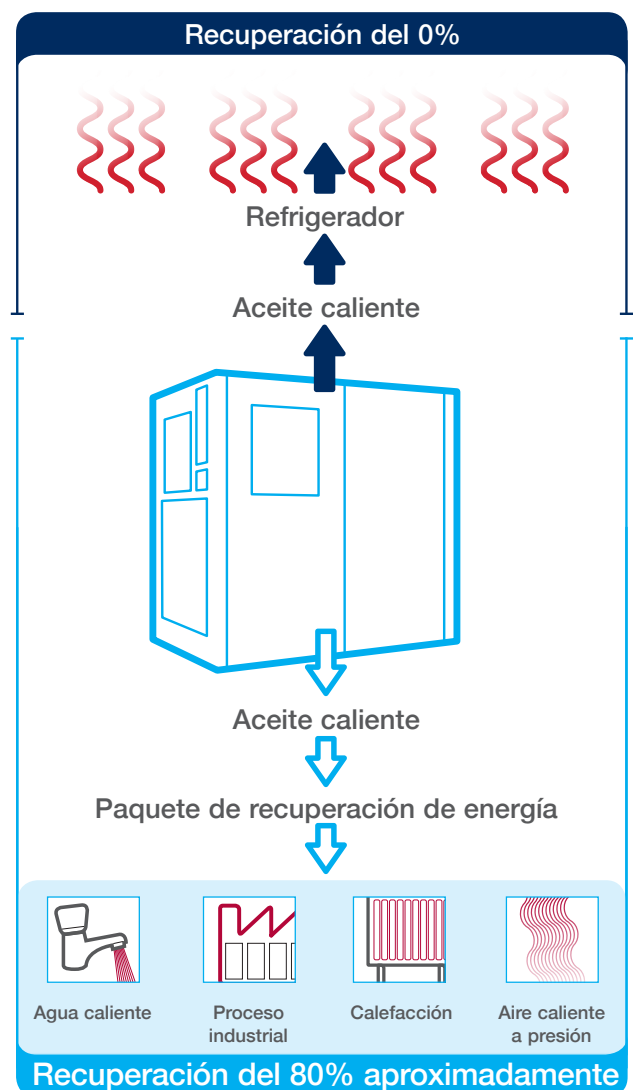 Recuperación del 0%
Refrigerador
Aceite caliente
Aceite caliente
Paquete de recuperación de energía
Agua caliente
Proceso
industrial
Calefacción
Aire caliente
a presión
Recuperación del 80% aproximadamente